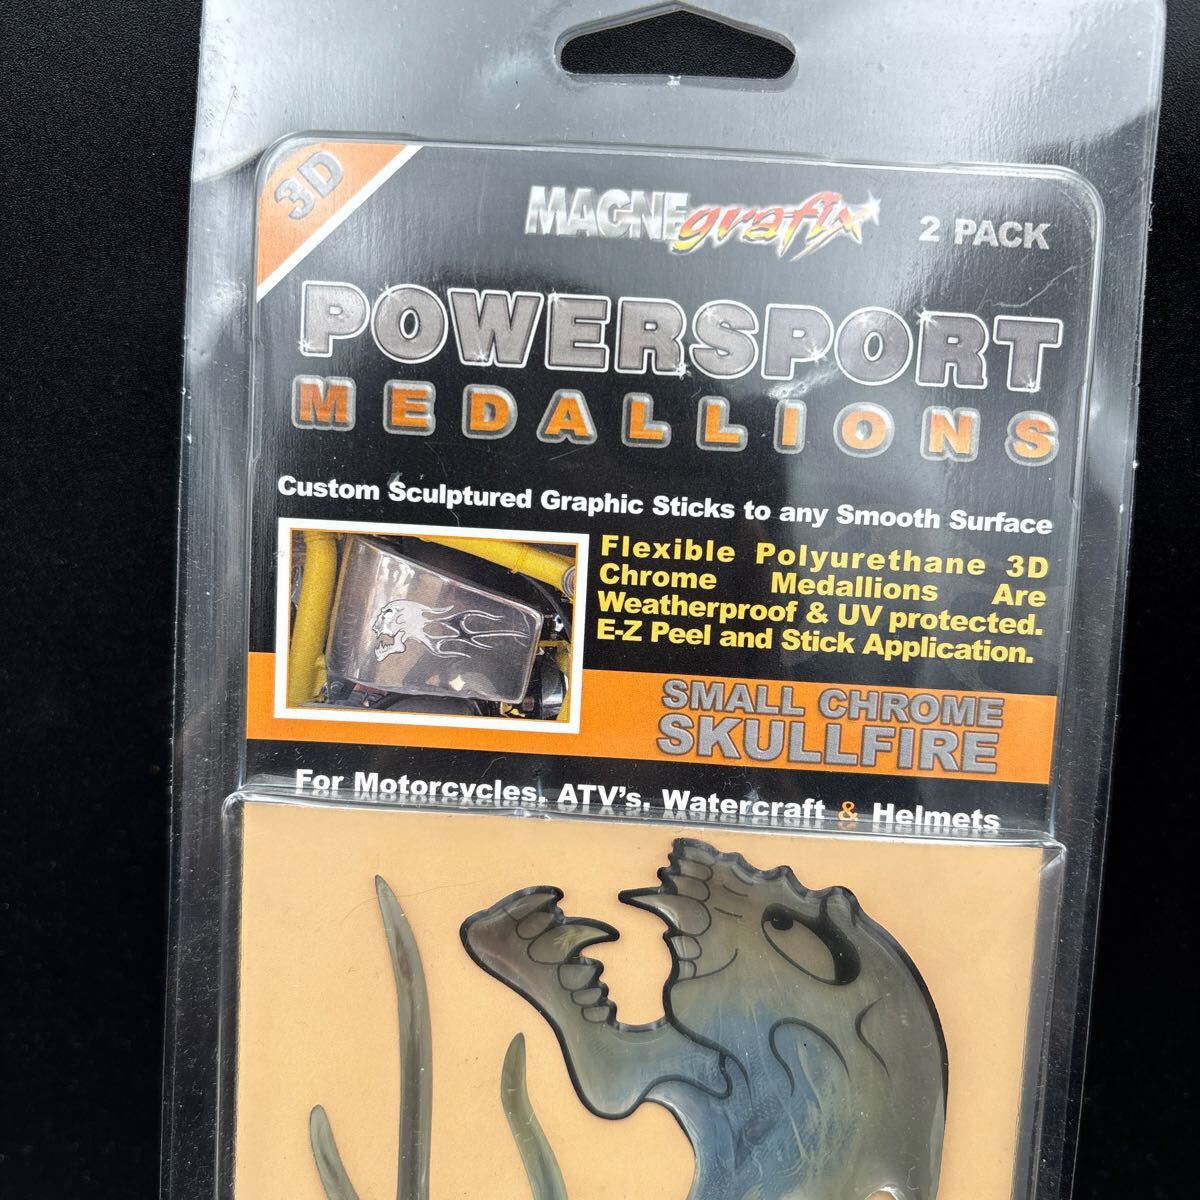 3D
MAGNEgrafix
2 PACK
POWERSPORT
MEDALLIONS
Custom Sculptured Graphic Sticks to any Smooth Surface
Flexible Polyurethane 3D
Chrome Medallions Are
Weatherproof & UV protected.
E-Z Peel and Stick Application.
SMALL CHROME
SKULLFIRE
For Motorcycles, ATV's, Watercraft & Helmets